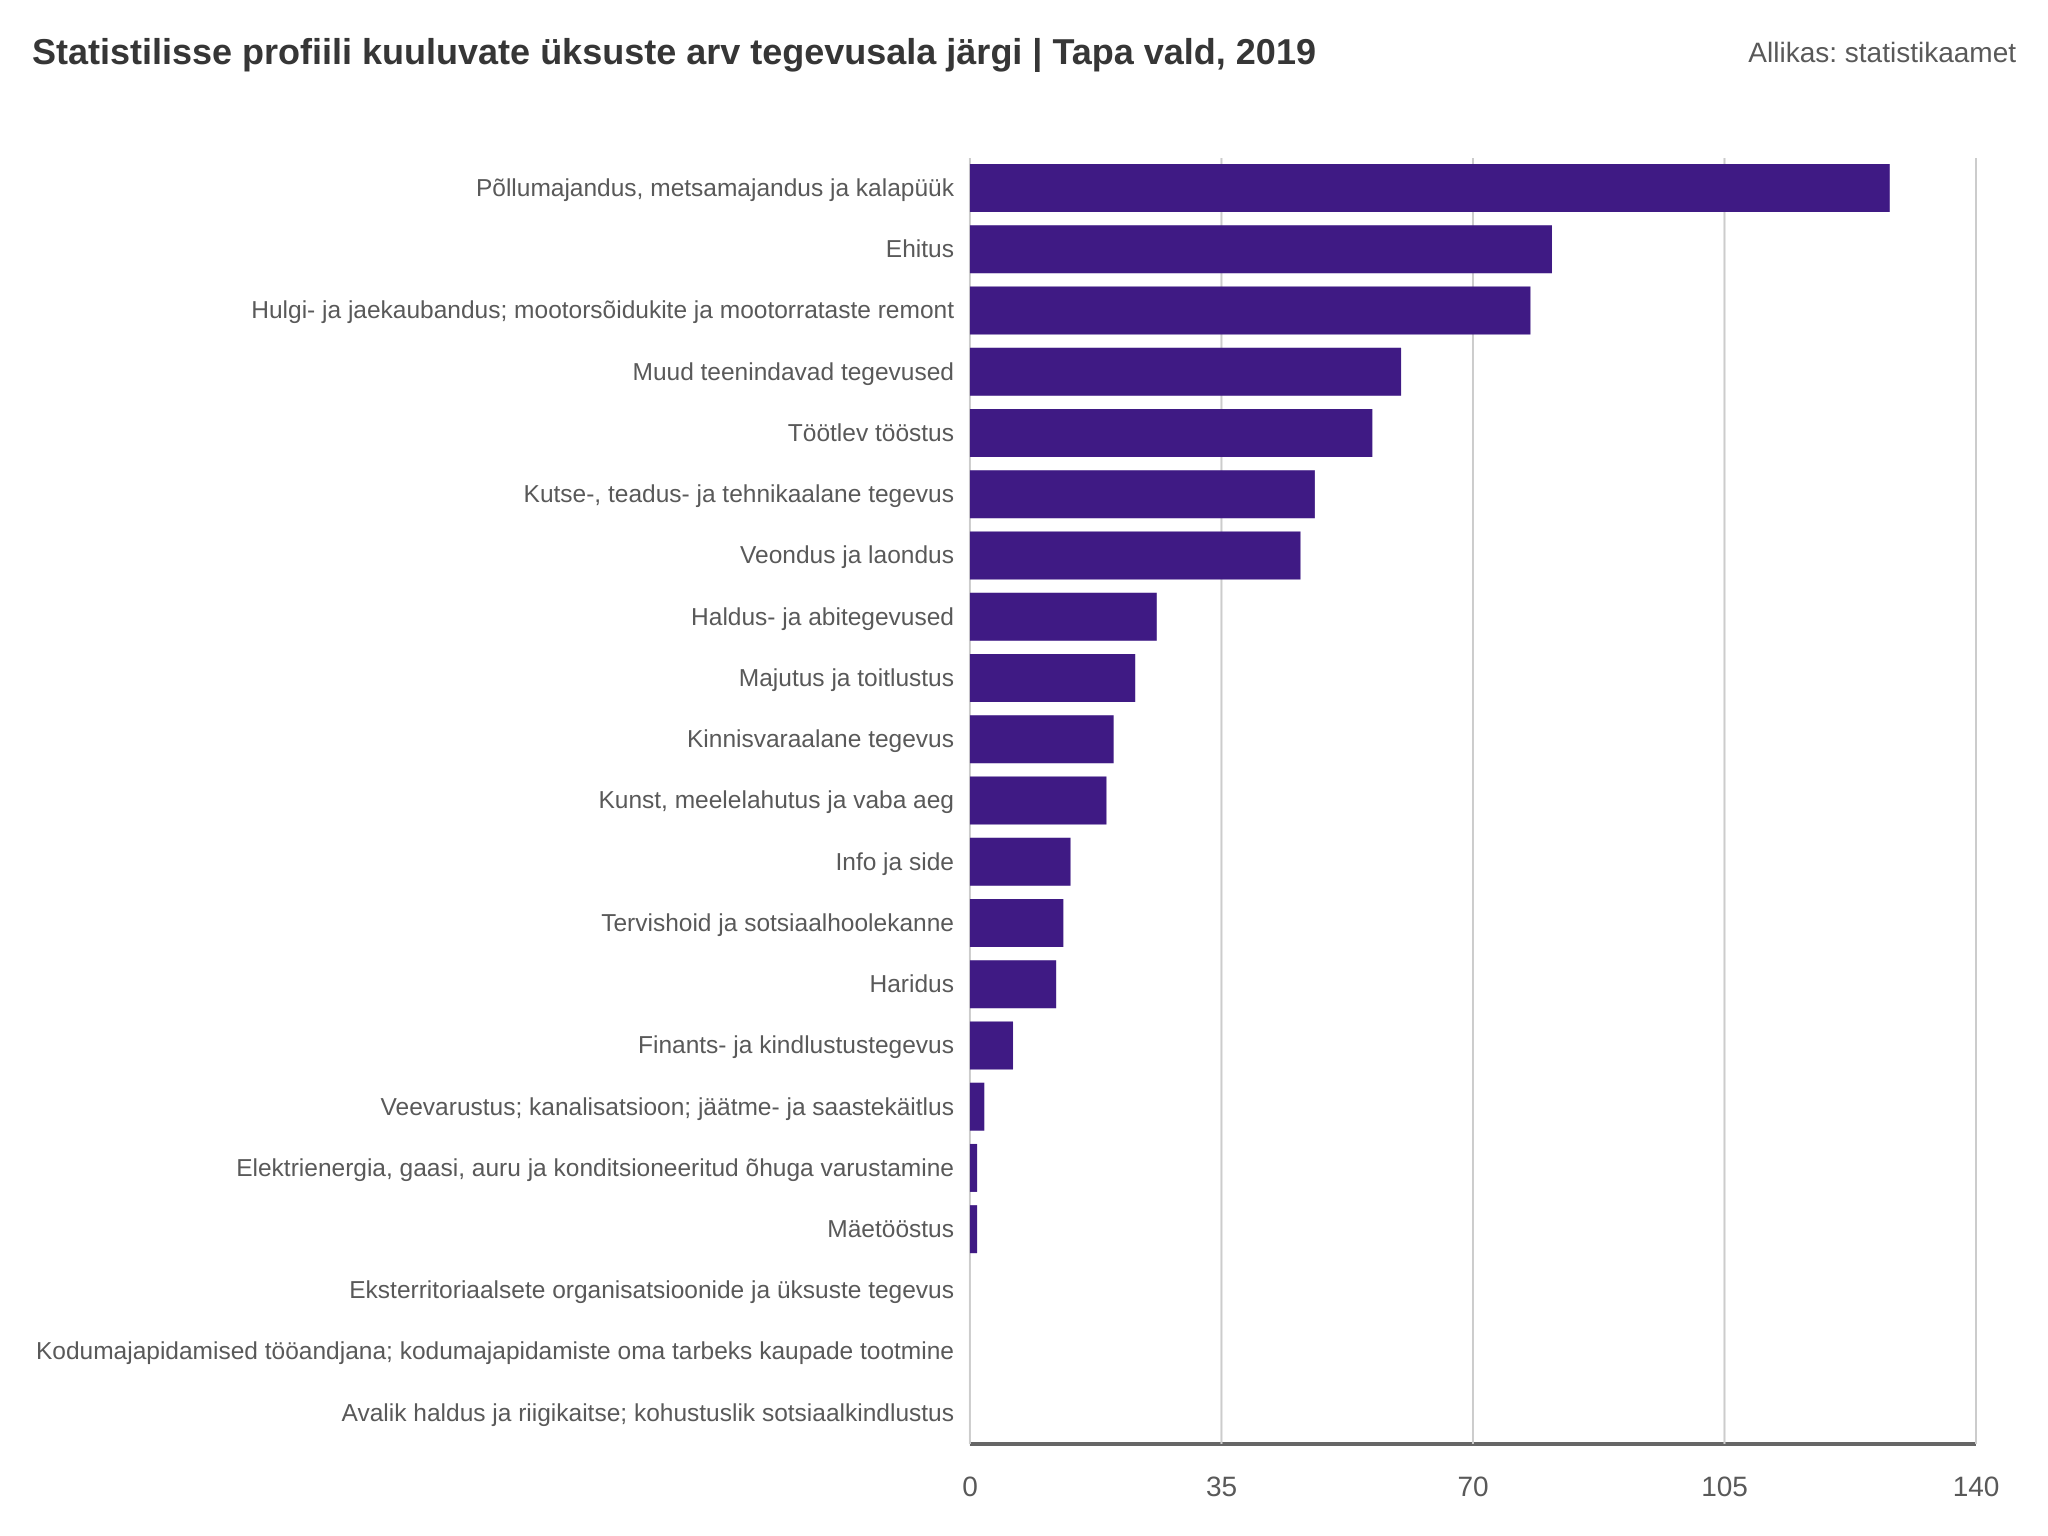 Statistilisse profiili kuuluvate üksuste arv tegevusala järgi | Tapa vald, 2019
Allikas: statistikaamet
Põllumajandus, metsamajandus ja kalapüük
Ehitus
Hulgi- ja jaekaubandus; mootorsõidukite ja mootorrataste remont
Muud teenindavad tegevused
Töötlev tööstus
Kutse-, teadus- ja tehnikaalane tegevus
Veondus ja laondus
Haldus- ja abitegevused
Majutus ja toitlustus
Kinnisvaraalane tegevus
Kunst, meelelahutus ja vaba aeg
Info ja side
Tervishoid ja sotsiaalhoolekanne
Haridus
Finants- ja kindlustustegevus
Veevarustus; kanalisatsioon; jäätme- ja saastekäitlus
Elektrienergia, gaasi, auru ja konditsioneeritud õhuga varustamine
Mäetööstus
Eksterritoriaalsete organisatsioonide ja üksuste tegevus
Kodumajapidamised tööandjana; kodumajapidamiste oma tarbeks kaupade tootmine
Avalik haldus ja riigikaitse; kohustuslik sotsiaalkindlustus
0 35 70 105 140